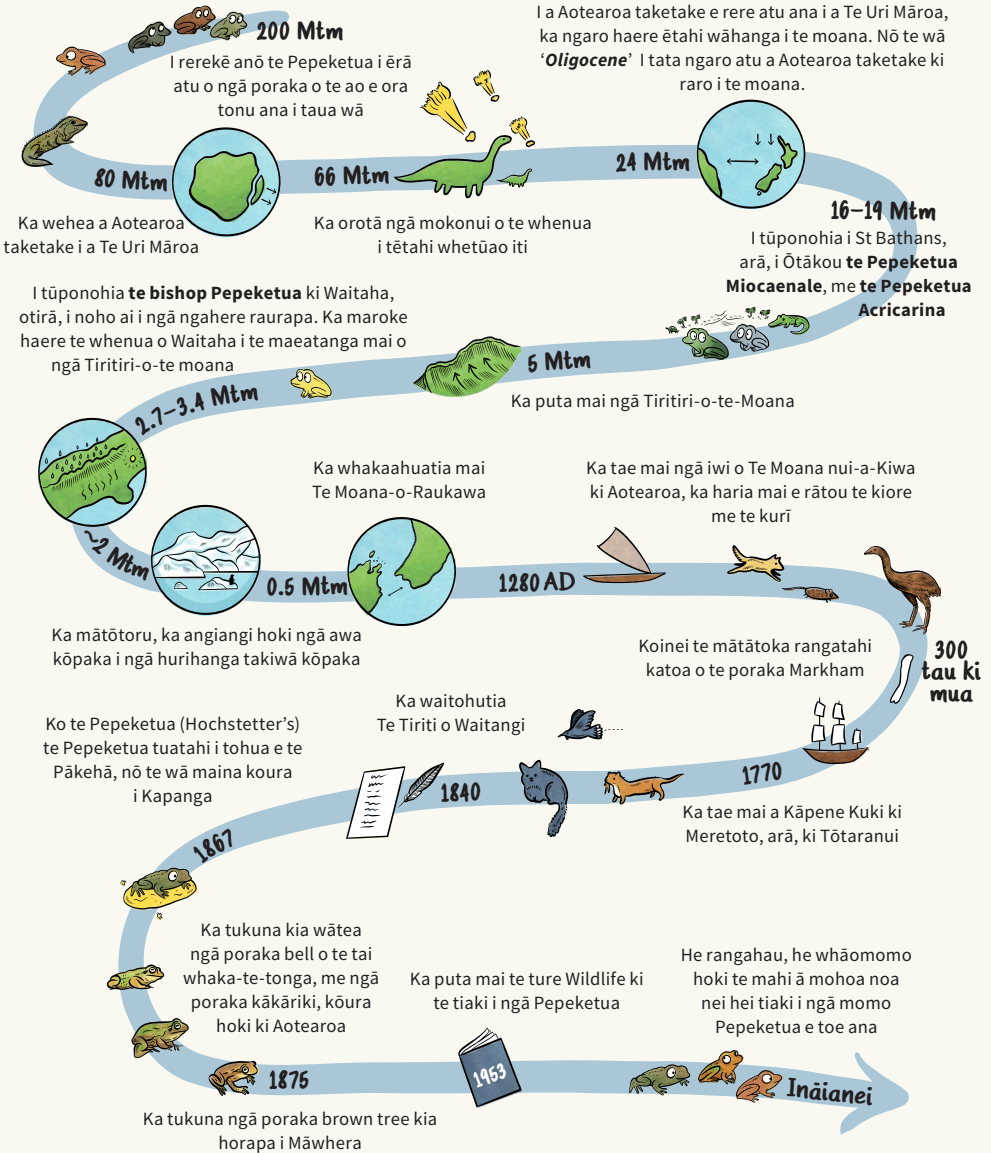 200 Mtm
I rerekē anō te Pepeketua i ērā
atu o ngā poraka o te ao e ora
tonu ana i taua wā
80 Mtm
Ka wehea a Aotearoa
taketake i a Te Uri Māroa
66 Mtm
Ka orotā ngā mokonui o te whenua
i tētahi whetūao iti
I a Aotearoa taketake e rere atu ana i a Te Uri Māroa,
ka ngaro haere ētahi wāhanga i te moana. Nō te wā
‘Oligocene’ I tata ngaro atu a Aotearoa taketake ki
raro i te moana.
24 Mtm
16–19 Mtm
I tūponohia i St Bathans,
arā, i Ōtākou te Pepeketua
Miocaenale, me te Pepeketua
Acricarina
5 Mtm
Ka puta mai ngā Tiritiri-o-te-Moana
I tūponohia te bishop Pepeketua ki Waitaha,
otirā, i noho ai i ngā ngahere raurapa. Ka maroke
haere te whenua o Waitaha i te maeatanga mai o
ngā Tiritiri-o-te moana
2.7–3.4 Mtm
~2 Mtm
Ka mātōtoru, ka angiangi hoki ngā awa
kōpaka i ngā hurihanga takiwā kōpaka
0.5 Mtm
Ka whakaahuatia mai
Te Moana-o-Raukawa
1280 AD
Ka tae mai ngā iwi o Te Moana nui-a-Kiwa
ki Aotearoa, ka haria mai e rātou te kiore
me te kurī
300
tau ki
mua
Koinei te mātātoka rangatahi
katoa o te poraka Markham
1770
Ka tae mai a Kāpene Kuki ki
Meretoto, arā, ki Tōtaranui
1840
Ka waitohutia
Te Tiriti o Waitangi
Ko te Pepeketua (Hochstetter’s)
te Pepeketua tuatahi i tohua e te
Pākehā, nō te wā maina koura
i Kapanga
1867
Ka tukuna kia wātea
ngā poraka bell o te tai
whaka-te-tonga, me ngā
poraka kākāriki, kōura
hoki ki Aotearoa
1875
Ka tukuna ngā poraka brown tree kia
horapa i Māwhera
Ka puta mai te ture Wildlife ki
te tiaki i ngā Pepeketua
1953
He rangahau, he whāomomo
hoki te mahi ā mohoa noa
nei hei tiaki i ngā momo
Pepeketua e toe ana
Ināianei